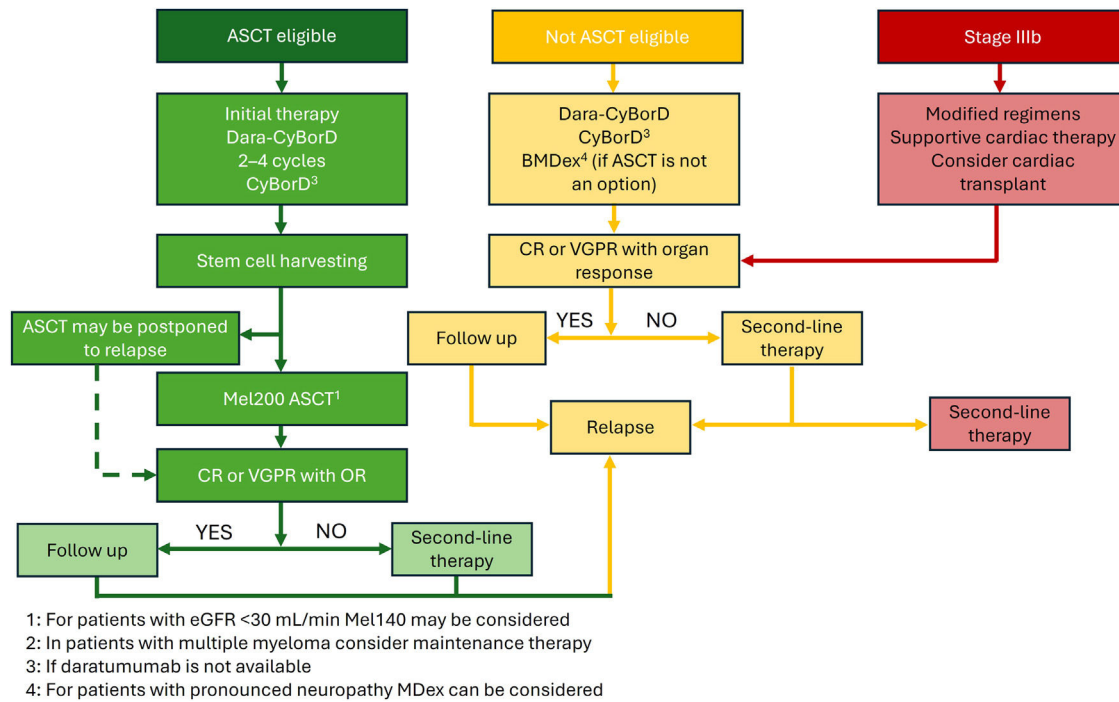 ASCT eligible
Not ASCT eligible
Stage IIIb
Initial therapy
Dara-CyBorD
2–4 cycles
CyBorD³
Dara-CyBorD
CyBorD³
BMDex⁴ (if ASCT is not
an option)
Modified regimens
Supportive cardiac therapy
Consider cardiac
transplant
Stem cell harvesting
CR or VGPR with organ
response
ASCT may be postponed
to relapse
Follow up
YES
NO
Second-line
therapy
Mel200 ASCT¹
Relapse
Second-line
therapy
CR or VGPR with OR
YES
NO
Follow up
Second-line
therapy
1: For patients with eGFR <30 mL/min Mel140 may be considered
2: In patients with multiple myeloma consider maintenance therapy
3: If daratumumab is not available
4: For patients with pronounced neuropathy MDex can be considered